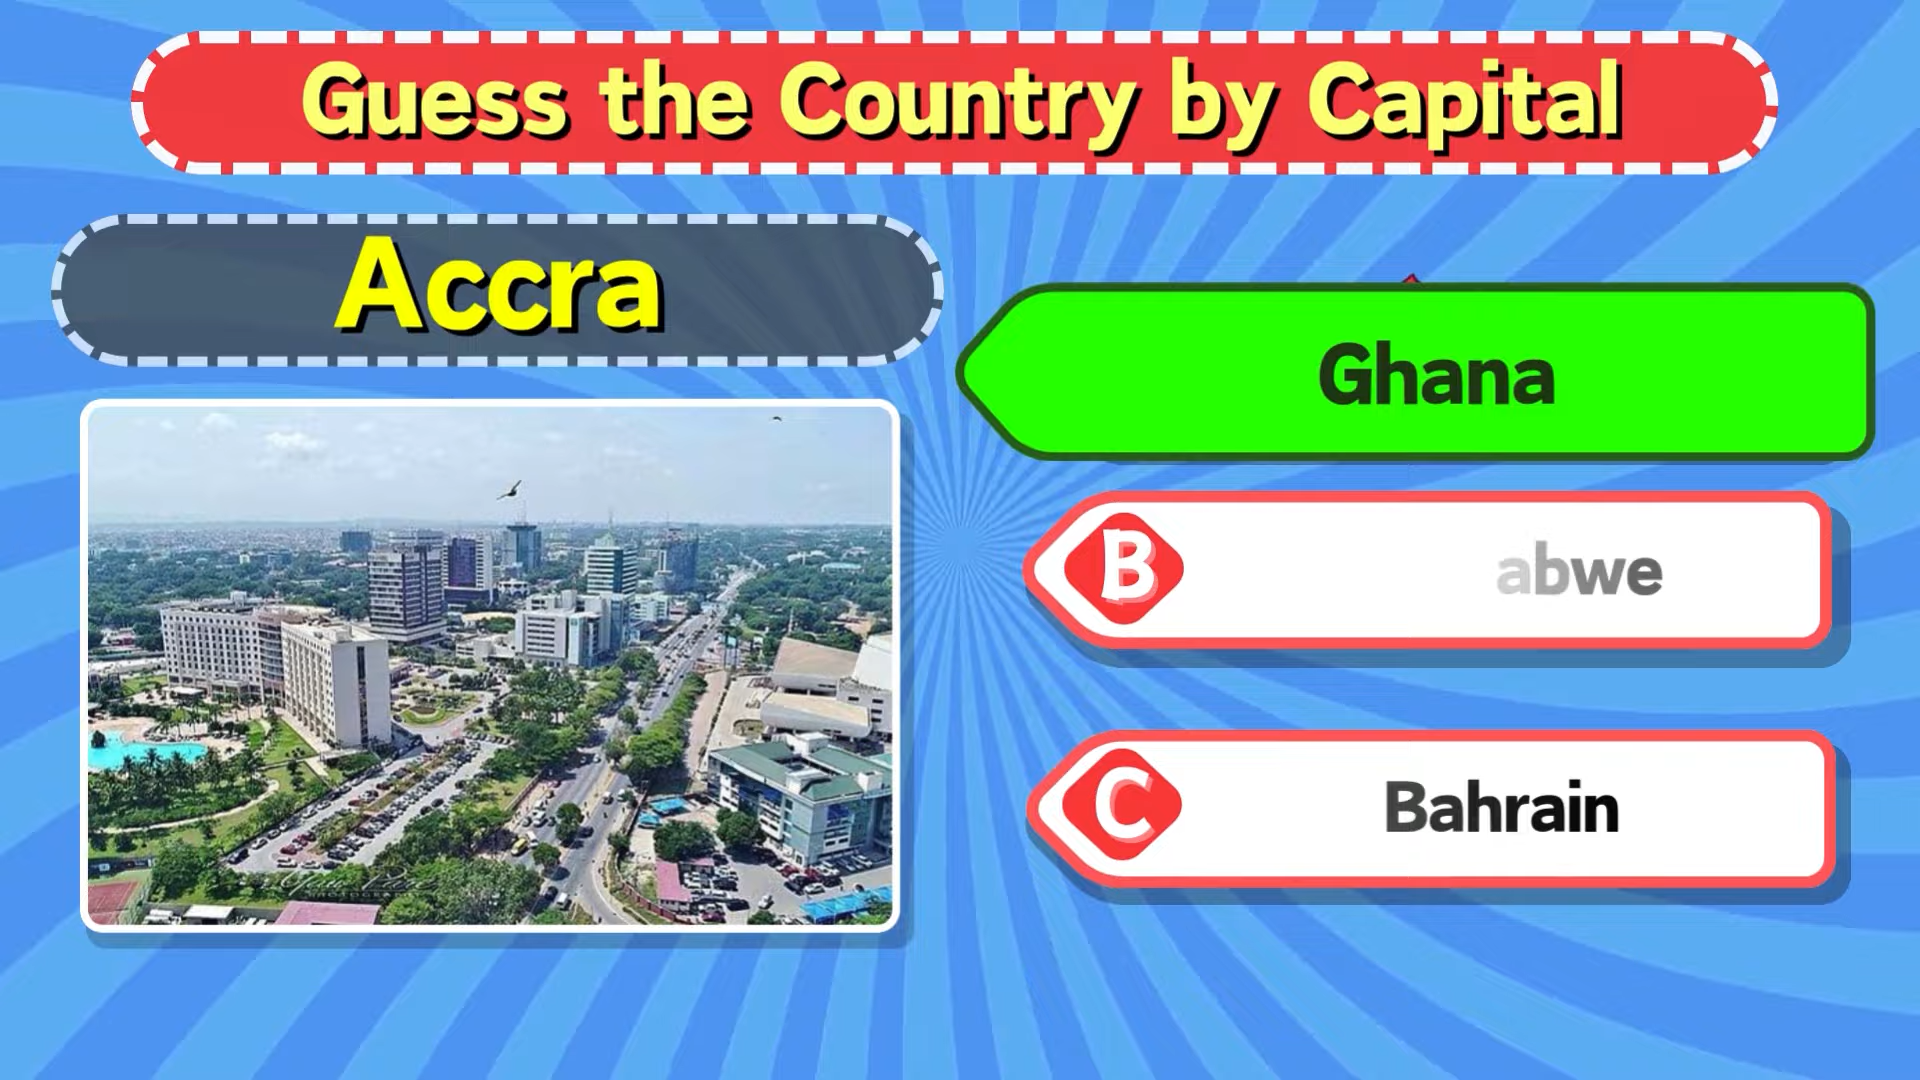 Guess the Country by Capital
Accra
Ghana
B
abwe
C
Bahrain